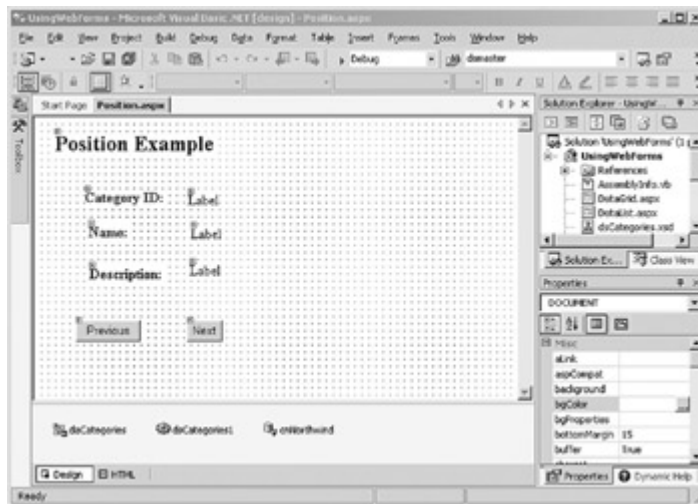 UsingWebForms - Microsoft Visual Basic .NET [design] - Position.aspx
File Edit View Project Build Debug Data Format Table Insert Frames Tools Window Help
Debug
dsmaster
B I U
Start Page Position.aspx
Toolbox
Position Example
Category ID: Label
Name: Label
Description: Label
Previous Next
daCategories dsCategories1 cnNorthwind
Design HTML
Ready
Solution Explorer - UsingW...
Solution 'UsingWebForms' (1
UsingWebForms
References
AssemblyInfo.vb
DataGrid.aspx
DataList.aspx
dsCategories.xsd
Solution Ex... Class View
Properties
DOCUMENT
Misc
aLink
aspCompat
background
bgColor
bgProperties
bottomMargin 15
buffer True
Properties Dynamic Help